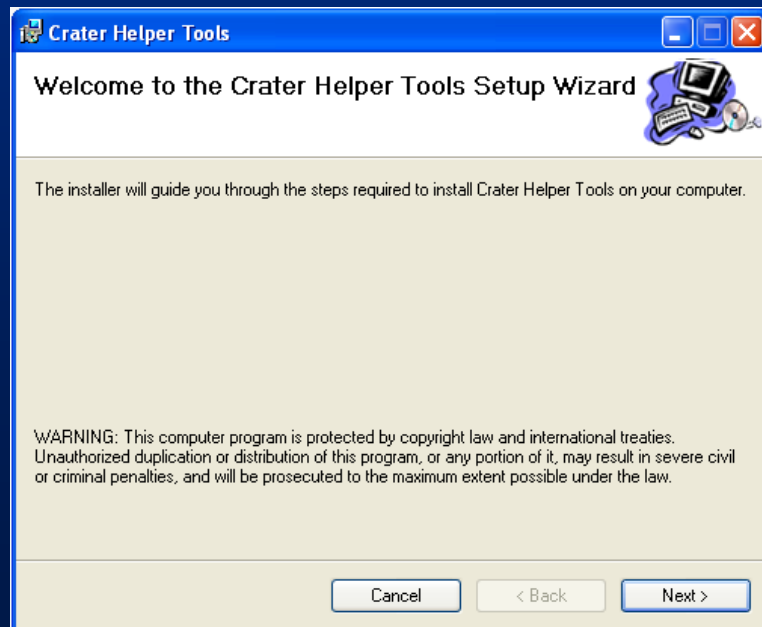 Crater Helper Tools
Welcome to the Crater Helper Tools Setup Wizard
The installer will guide you through the steps required to install Crater Helper Tools on your computer.
WARNING: This computer program is protected by copyright law and international treaties.
Unauthorized duplication or distribution of this program, or any portion of it, may result in severe civil
or criminal penalties, and will be prosecuted to the maximum extent possible under the law.
Cancel
< Back
Next >